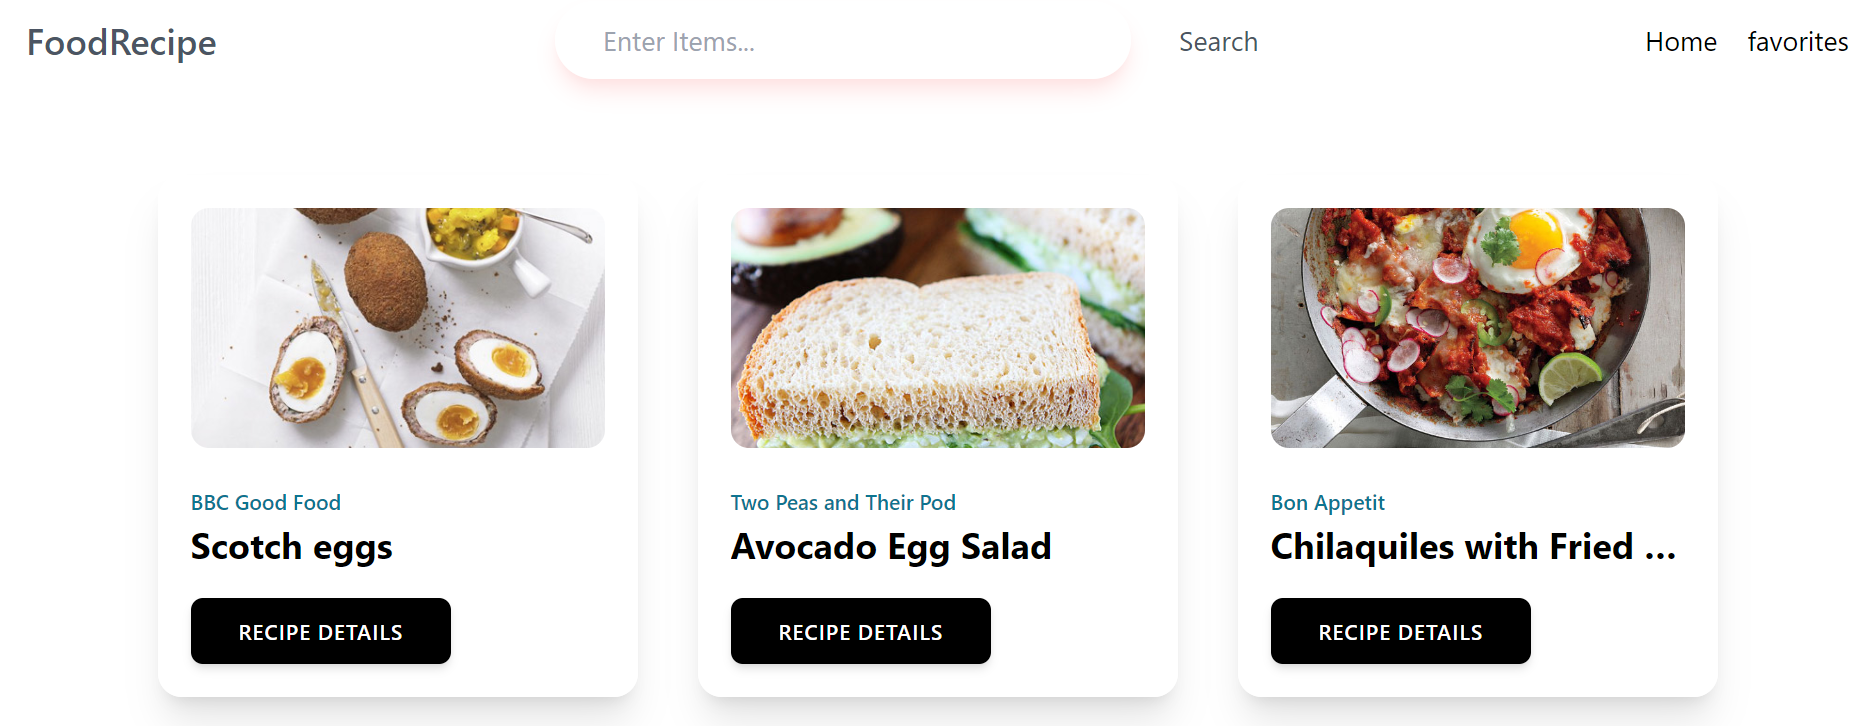 FoodRecipe
Enter Items...
Search
Home
favorites
BBC Good Food
Scotch eggs
RECIPE DETAILS
Two Peas and Their Pod
Avocado Egg Salad
RECIPE DETAILS
Bon Appetit
Chilaquiles with Fried ...
RECIPE DETAILS